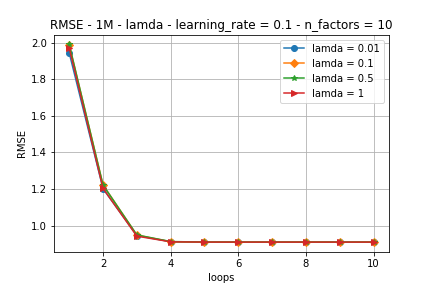 RMSE - 1M - lamda - learning_rate = 0.1 - n_factors = 10
2.0
1.8
1.6
1.4
1.2
1.0
RMSE
lamda = 0.01
lamda = 0.1
lamda = 0.5
lamda = 1
2
4
6
8
10
loops